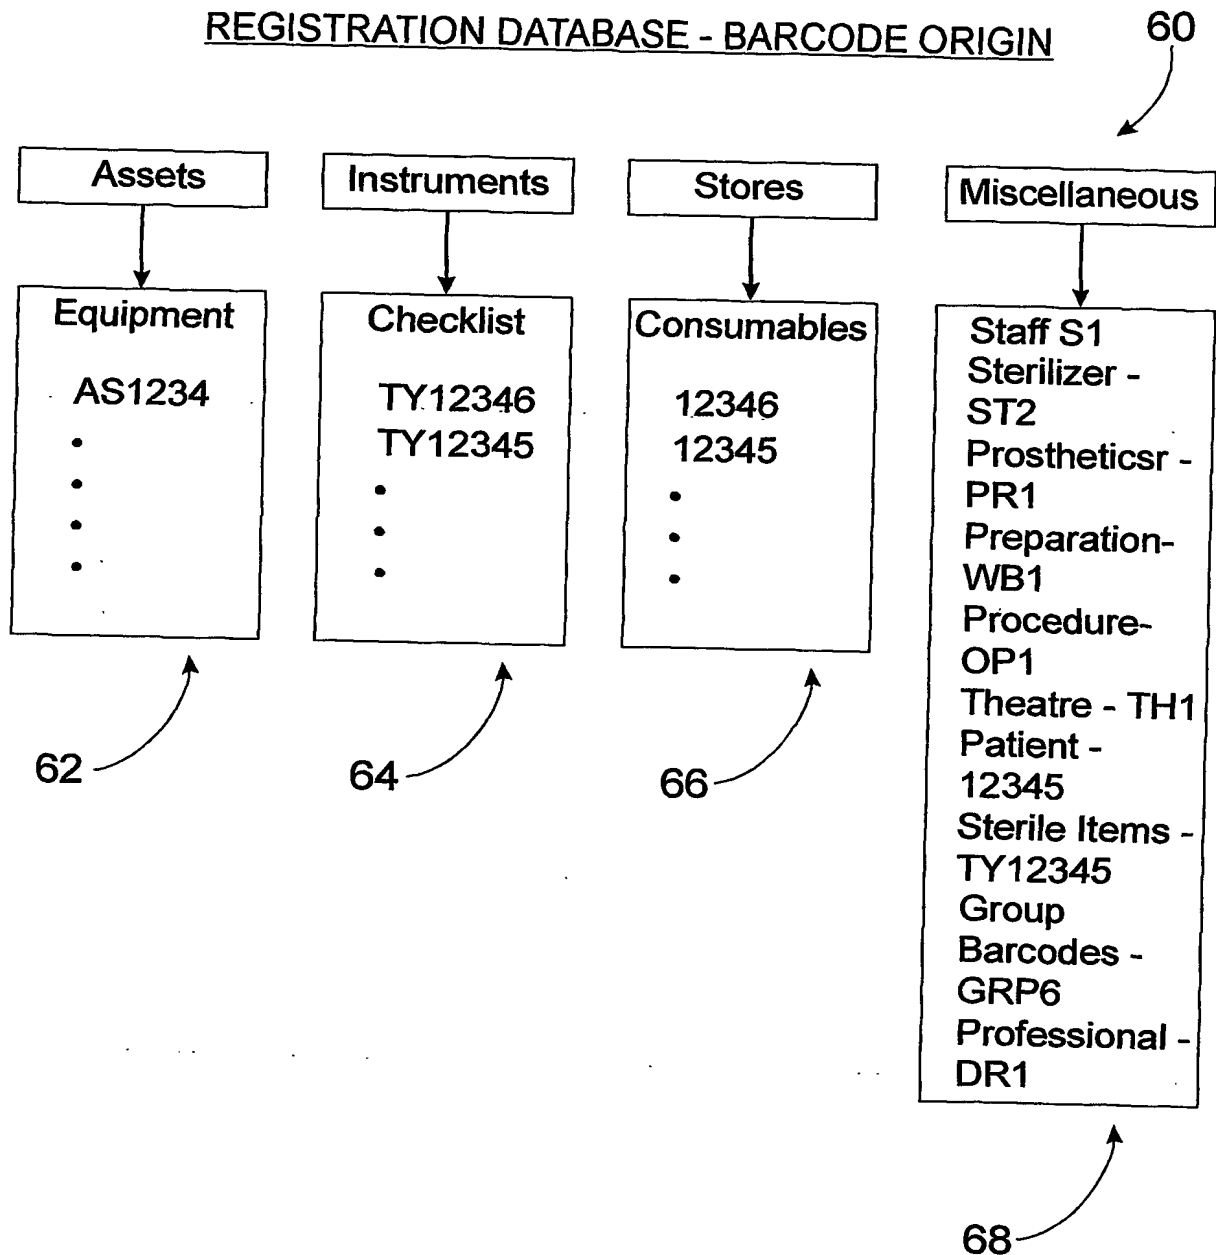 REGISTRATION DATABASE - BARCODE ORIGIN
60
Assets
Instruments
Stores
Miscellaneous
Equipment
AS1234
•
•
•
•
62
Checklist
TY12346
TY12345
•
•
•
64
Consumables
12346
12345
•
•
•
66
Staff S1
Sterilizer -
ST2
Prostheticsr -
PR1
Preparation-
WB1
Procedure-
OP1
Theatre - TH1
Patient -
12345
Sterile Items -
TY12345
Group
Barcodes -
GRP6
Professional -
DR1
68